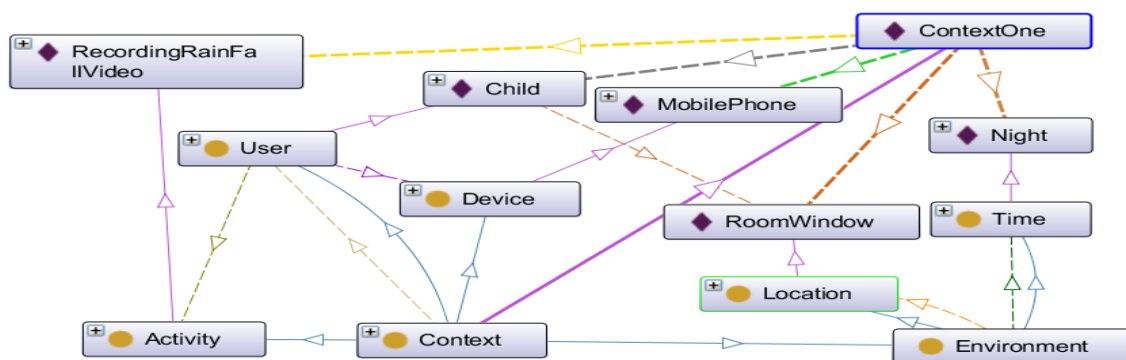 ContextOne
RecordingRainFa
llVideo
Child
MobilePhone
Night
User
Device
RoomWindow
Time
Location
Activity
Context
Environment